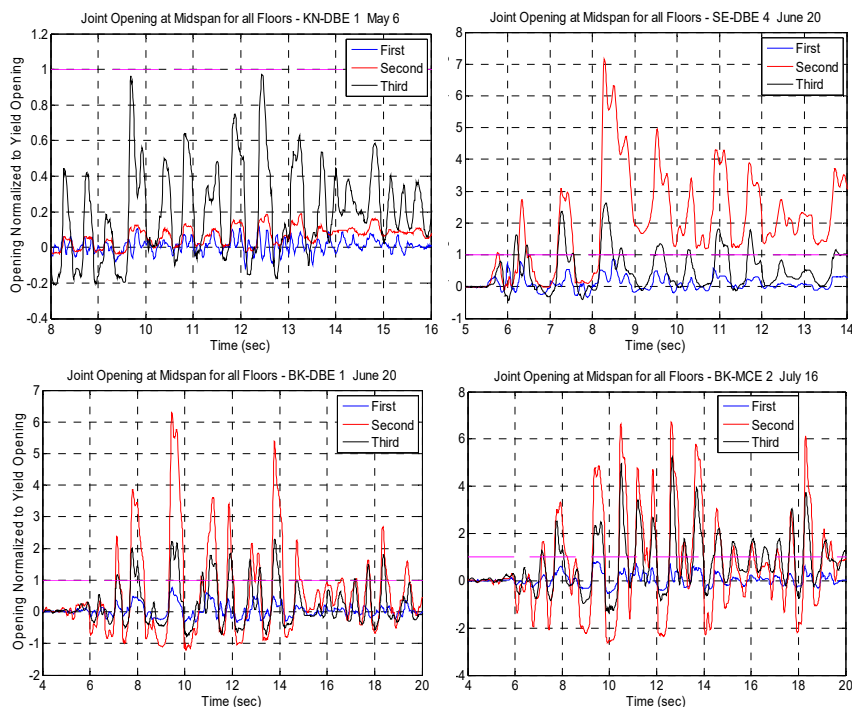 Joint Opening at Midspan for all Floors - KN-DBE 1 May 6
Opening Normalized to Yield Opening
1.2
1
0.8
0.6
0.4
0.2
0
-0.2
-0.4
8 9 10 11 12 13 14 15 16
Time (sec)
First
Second
Third
Joint Opening at Midspan for all Floors - SE-DBE 4 June 20
8
7
6
5
4
3
2
1
0
-1
5 6 7 8 9 10 11 12 13 14
Time (sec)
First
Second
Third
Joint Opening at Midspan for all Floors - BK-DBE 1 June 20
Opening Normalized to Yield Opening
7
6
5
4
3
2
1
0
-1
-2
4 6 8 10 12 14 16 18 20
Time (sec)
First
Second
Third
Joint Opening at Midspan for all Floors - BK-MCE 2 July 16
8
6
4
2
0
-2
-4
4 6 8 10 12 14 16 18 20
Time (sec)
First
Second
Third